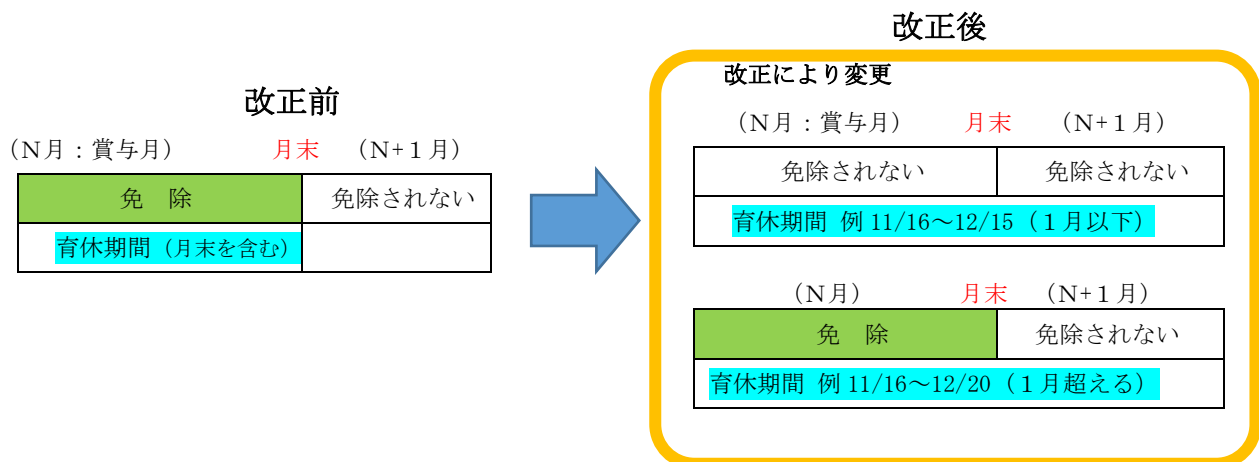 改正前
（N月：賞与月） 月末 （N+１月）
免 除 免除されない
育休期間（月末を含む）
改正後
改正により変更
（N月：賞与月） 月末 （N+１月）
免除されない 免除されない
育休期間 例 11/16～12/15（１月以下）
（N月） 月末 （N+１月）
免 除 免除されない
育休期間 例 11/16～12/20（１月超える）